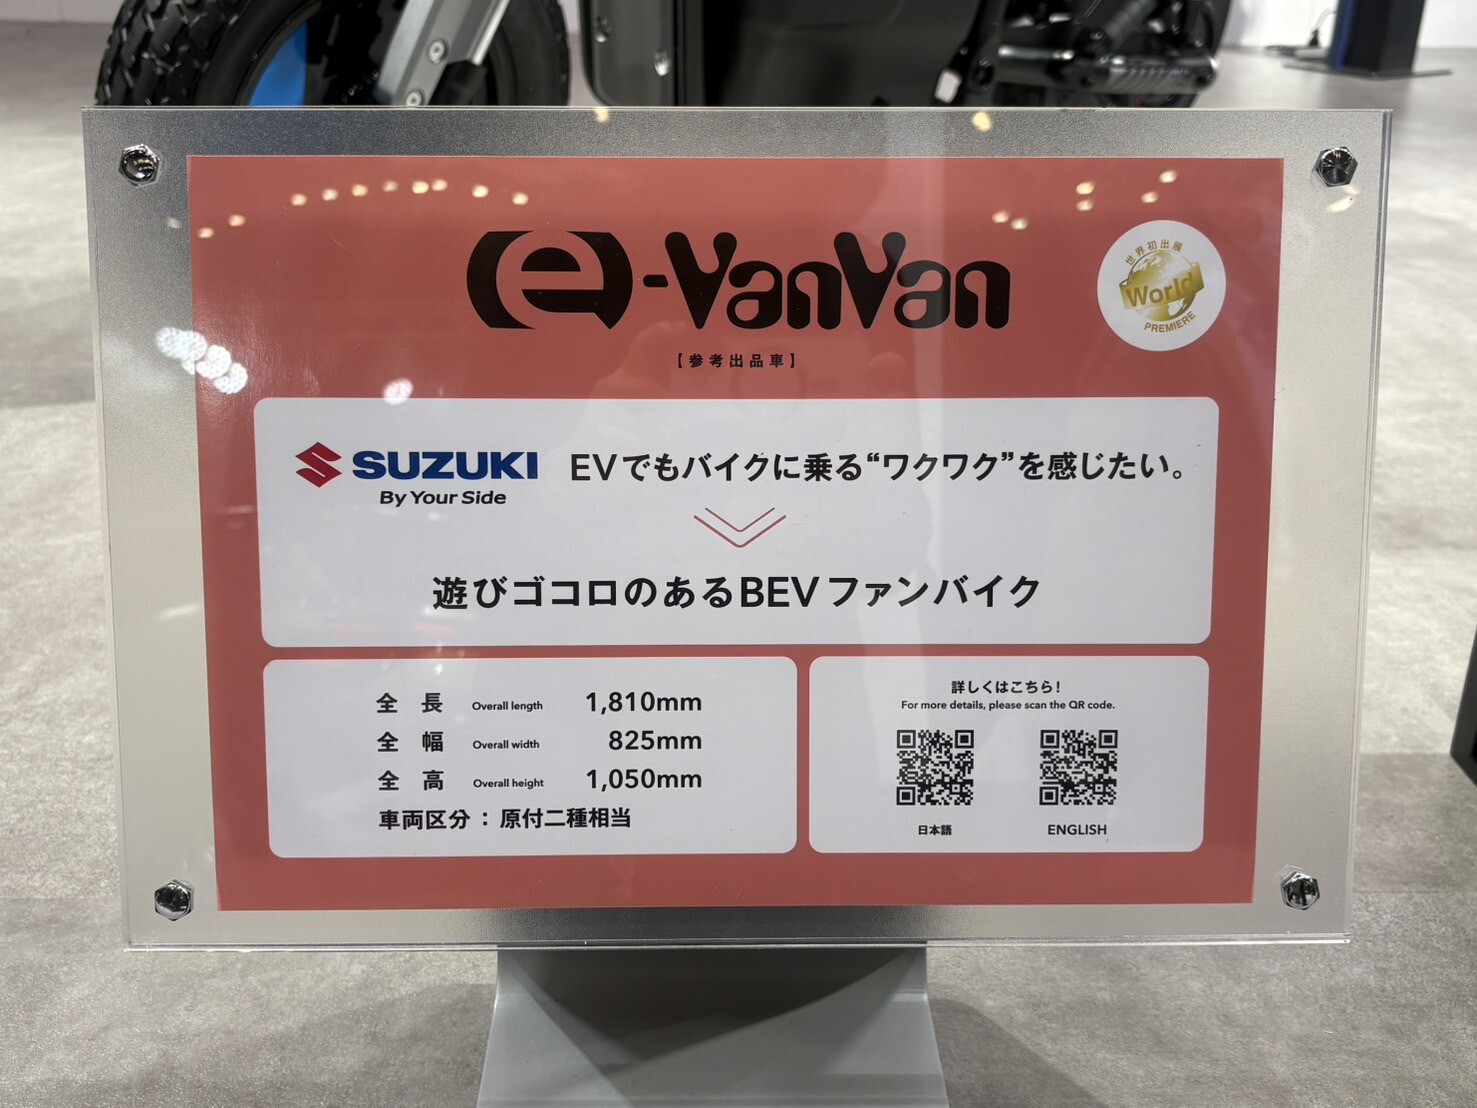 e-VanVan
世界初出展
World
PREMIERE
【参考出品車】
SUZUKI
By Your Side
EVでもバイクに乗る“ワクワク”を感じたい。
遊びゴコロのあるBEVファンバイク
全長 Overall length 1,810mm
全幅 Overall width 825mm
全高 Overall height 1,050mm
車両区分：原付二種相当
詳しくはこちら！
For more details, please scan the QR code.
日本語 ENGLISH